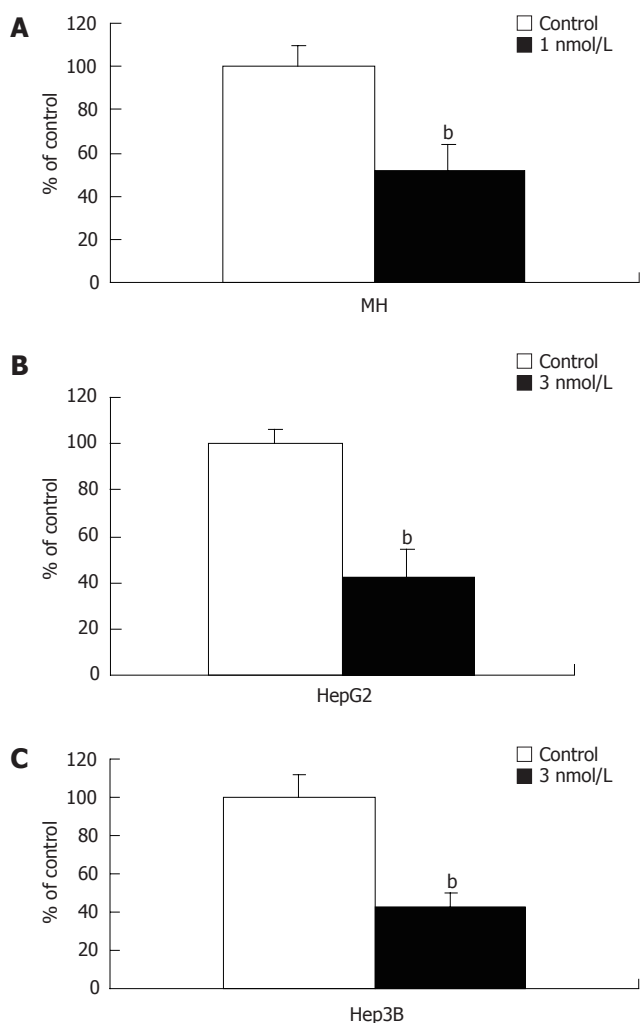 A
Control
1 nmol/L
% of control
120
100
80
60
40
20
0
b
MH
B
Control
3 nmol/L
% of control
120
100
80
60
40
20
0
b
HepG2
C
Control
3 nmol/L
% of control
120
100
80
60
40
20
0
b
Hep3B